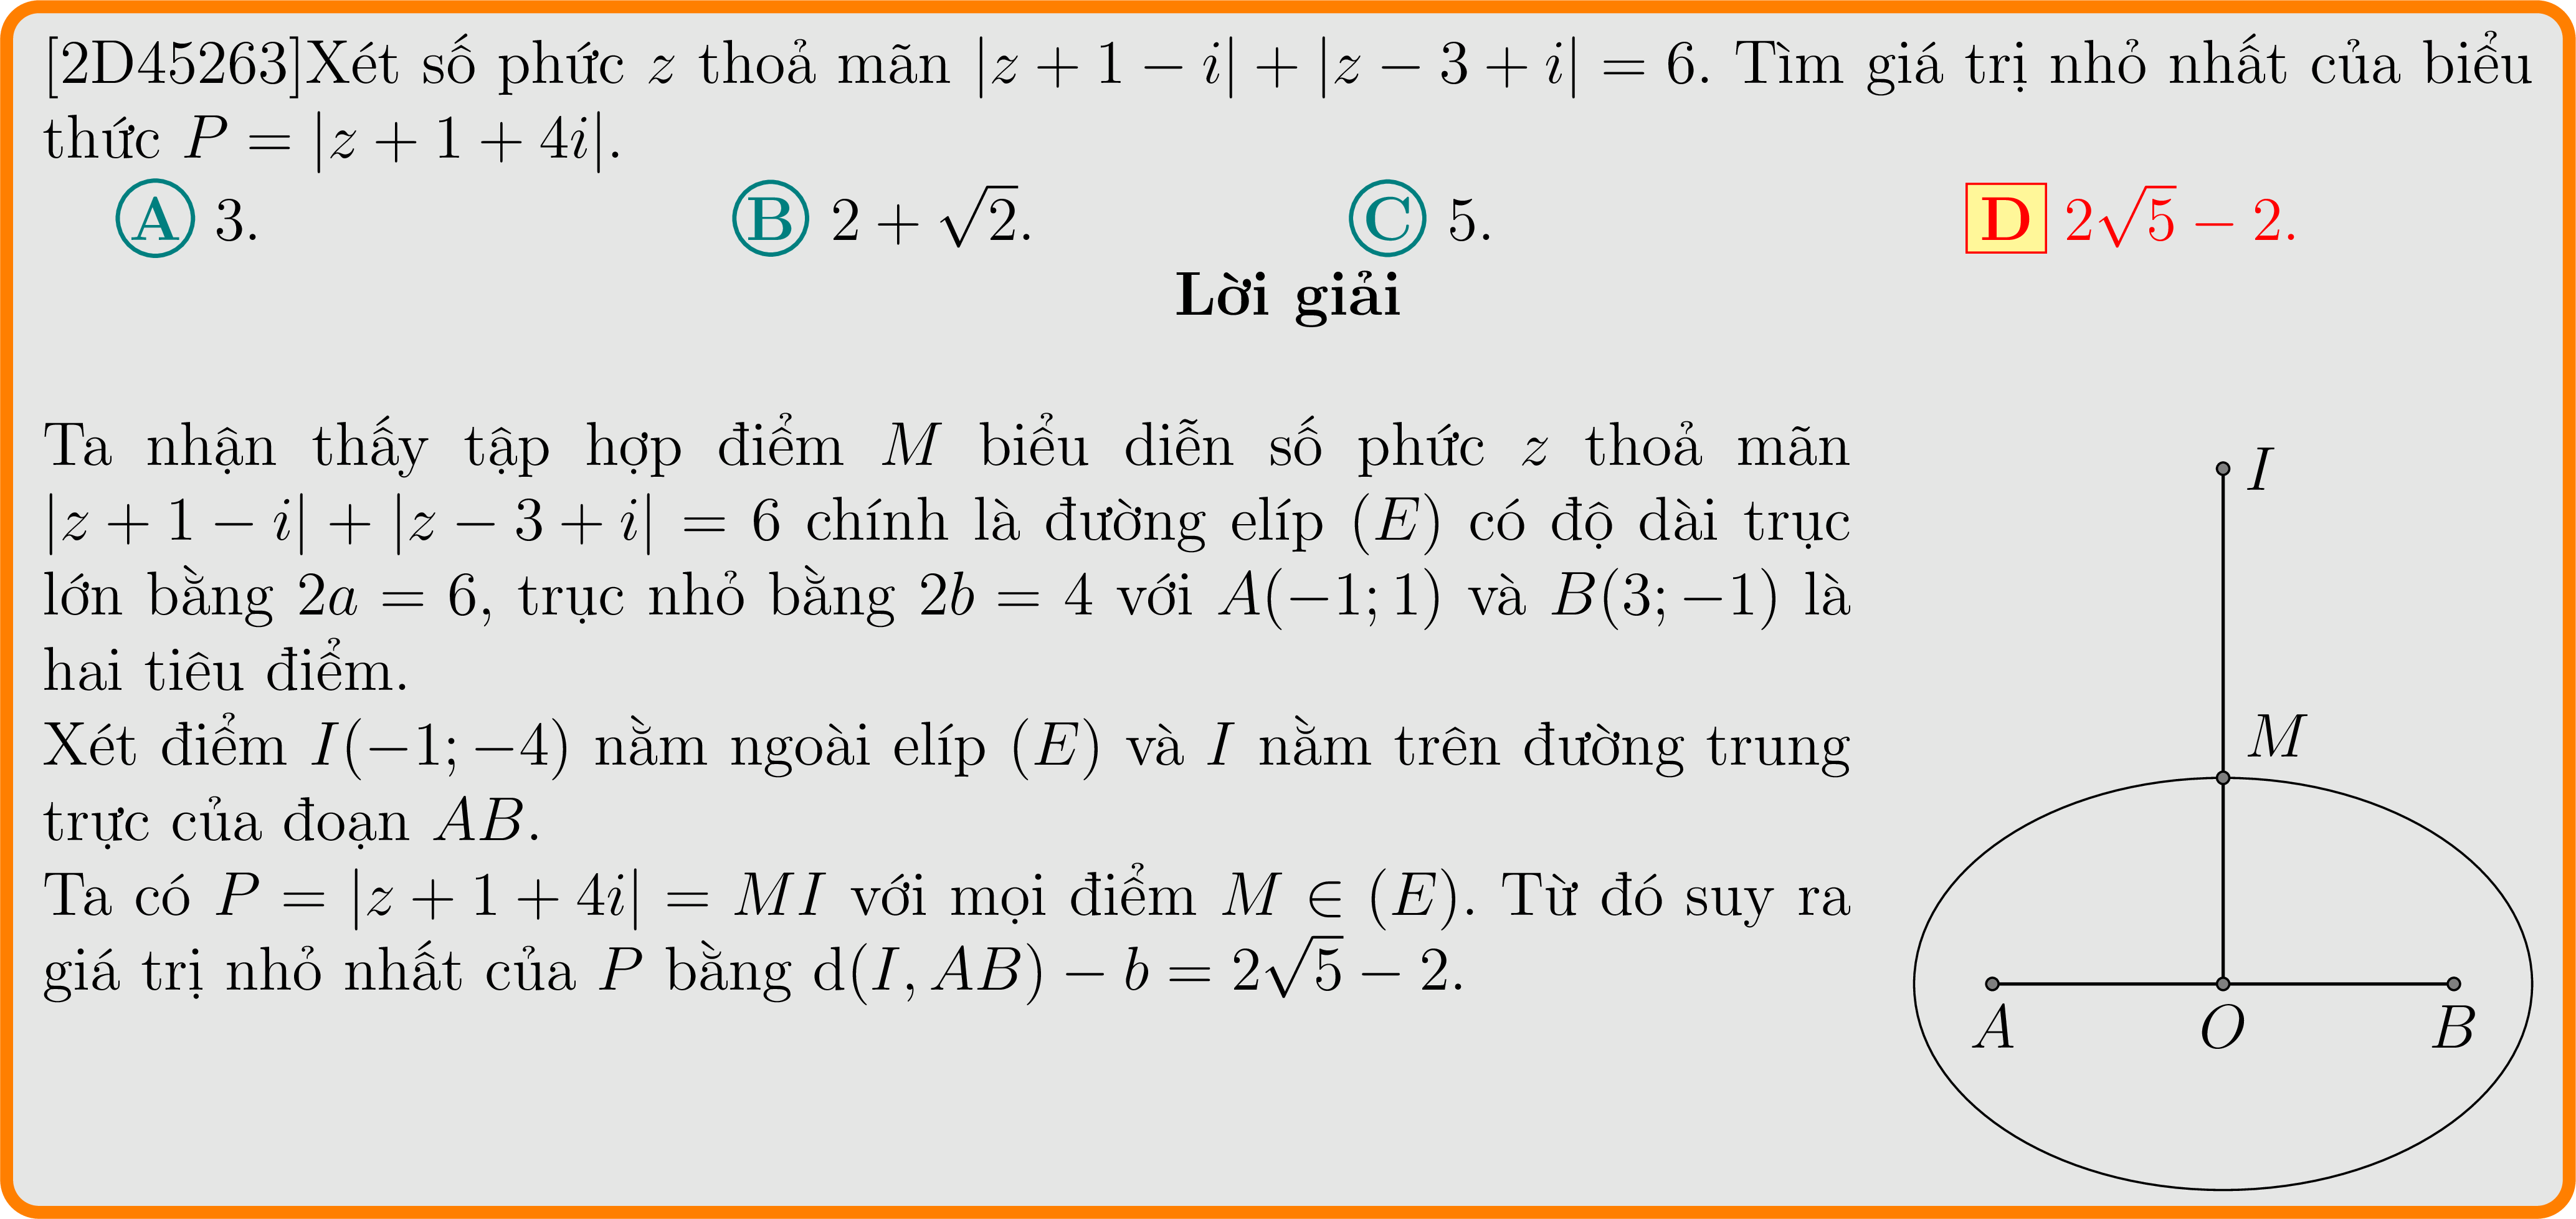 [2D45263]Xét số phức z thoả mãn |z + 1 − i| + |z − 3 + i| = 6. Tìm giá trị nhỏ nhất của biểu
thức P = |z + 1 + 4i|.
A 3. B 2 + √2. C 5. D 2√5 − 2.
Lời giải
Ta nhận thấy tập hợp điểm M biểu diễn số phức z thoả mãn
|z + 1 − i| + |z − 3 + i| = 6 chính là đường elíp (E) có độ dài trục
lớn bằng 2a = 6, trục nhỏ bằng 2b = 4 với A(−1; 1) và B(3; −1) là
hai tiêu điểm.
Xét điểm I(−1; −4) nằm ngoài elíp (E) và I nằm trên đường trung
trực của đoạn AB.
Ta có P = |z + 1 + 4i| = MI với mọi điểm M ∈ (E). Từ đó suy ra
giá trị nhỏ nhất của P bằng d(I, AB) − b = 2√5 − 2.
I
M
A O B